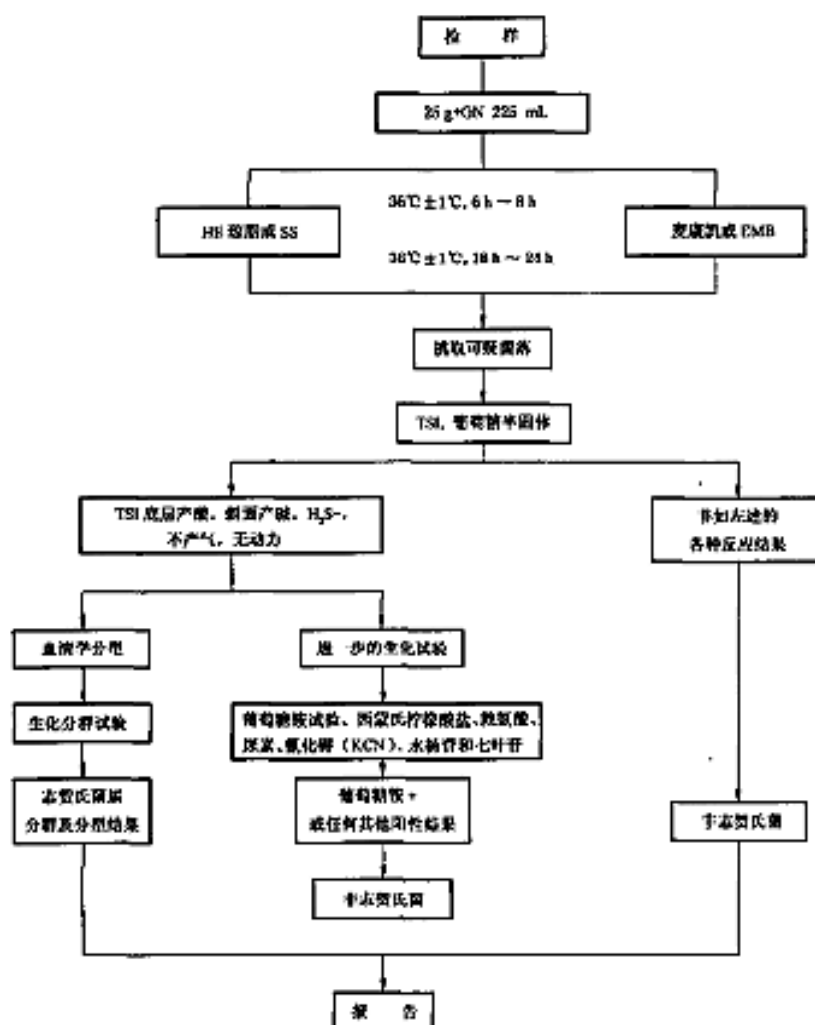 检 样
25 g+GN 225 mL
36℃±1℃,6 h～8 h
HE 琼脂或 SS
麦康凯或 EMB
36℃±1℃,18 h～24 h
挑取可疑菌落
TSI,葡萄糖半固体
TSI 底层产酸,斜面产碱,H₂S-,
不产气,无动力
非如左述的
各种反应结果
血清学分型
进一步的生化试验
生化分群试验
葡萄糖铵试验、西蒙氏柠檬酸盐、赖氨酸、
尿素、氰化钾(KCN)、水杨苷和七叶苷
志贺氏菌属
分群及分型结果
葡萄糖铵+
或任何其他阳性结果
非志贺氏菌
非志贺氏菌
报 告